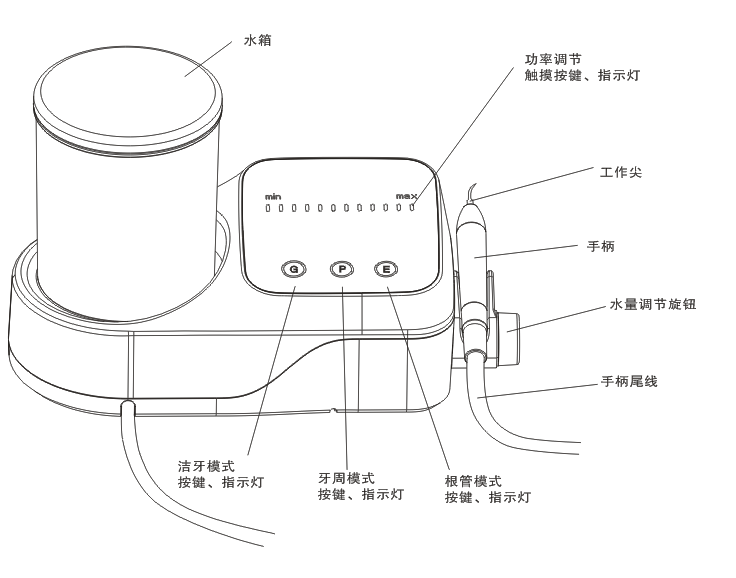 水箱
功率调节
触摸按键、指示灯
工作尖
min
max
手柄
G
P
E
水量调节旋钮
手柄尾线
洁牙模式
按键、指示灯
牙周模式
按键、指示灯
根管模式
按键、指示灯